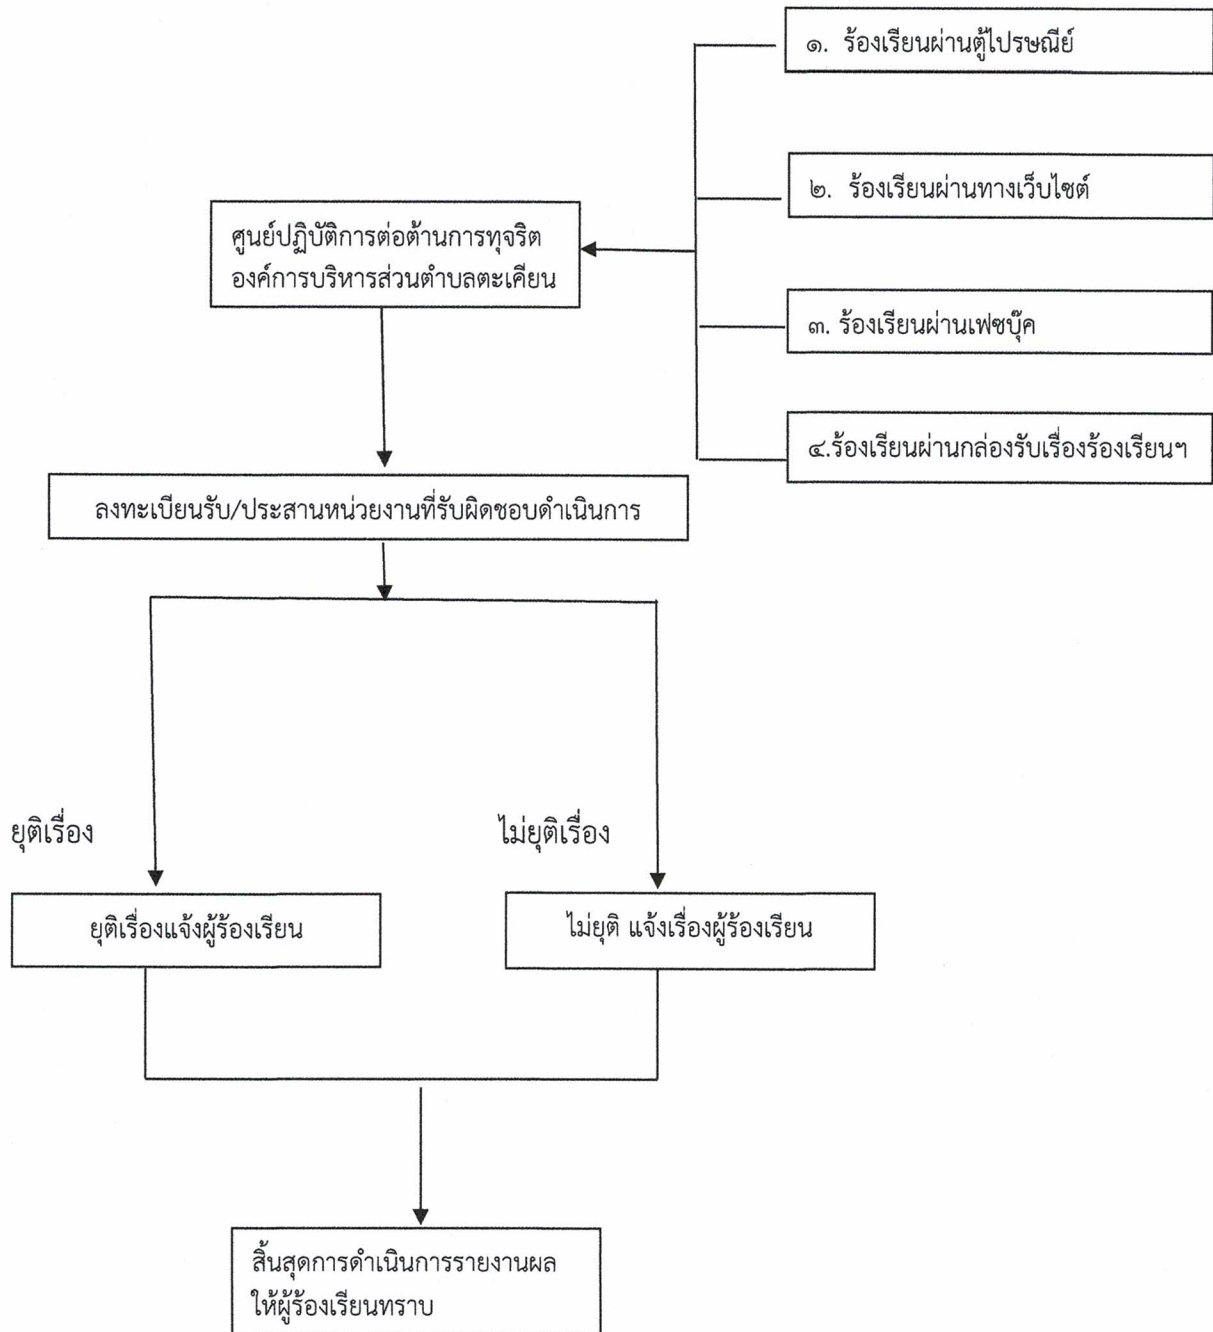 ๑. ร้องเรียนผ่านตู้ไปรษณีย์
๒. ร้องเรียนผ่านทางเว็บไซต์
ศูนย์ปฏิบัติการต่อต้านการทุจริต
องค์การบริหารส่วนตำบลตะเคียน
๓. ร้องเรียนผ่านเฟซบุ๊ค
๔.ร้องเรียนผ่านกล่องรับเรื่องร้องเรียนฯ
ลงทะเบียนรับ/ประสานหน่วยงานที่รับผิดชอบดำเนินการ
ยุติเรื่อง
ไม่ยุติเรื่อง
ยุติเรื่องแจ้งผู้ร้องเรียน
ไม่ยุติ แจ้งเรื่องผู้ร้องเรียน
สิ้นสุดการดำเนินการรายงานผล
ให้ผู้ร้องเรียนทราบ